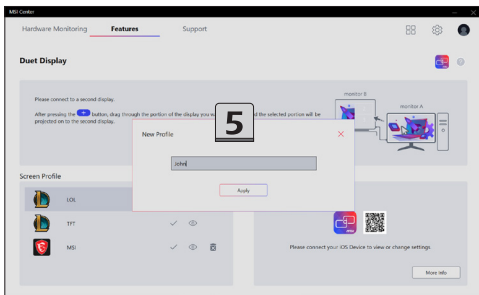 MSI Center
Hardware Monitoring Features Support
Duet Display
Please connect to a second display.
After pressing the button, drag through the portion of the display you d the selected portion will be
projected on to the second display.
monitor B
monitor A
5
New Profile
John
Apply
Screen Profile
LOL
TFT
MSI
Please connect your iOS Device to view or change settings
More info